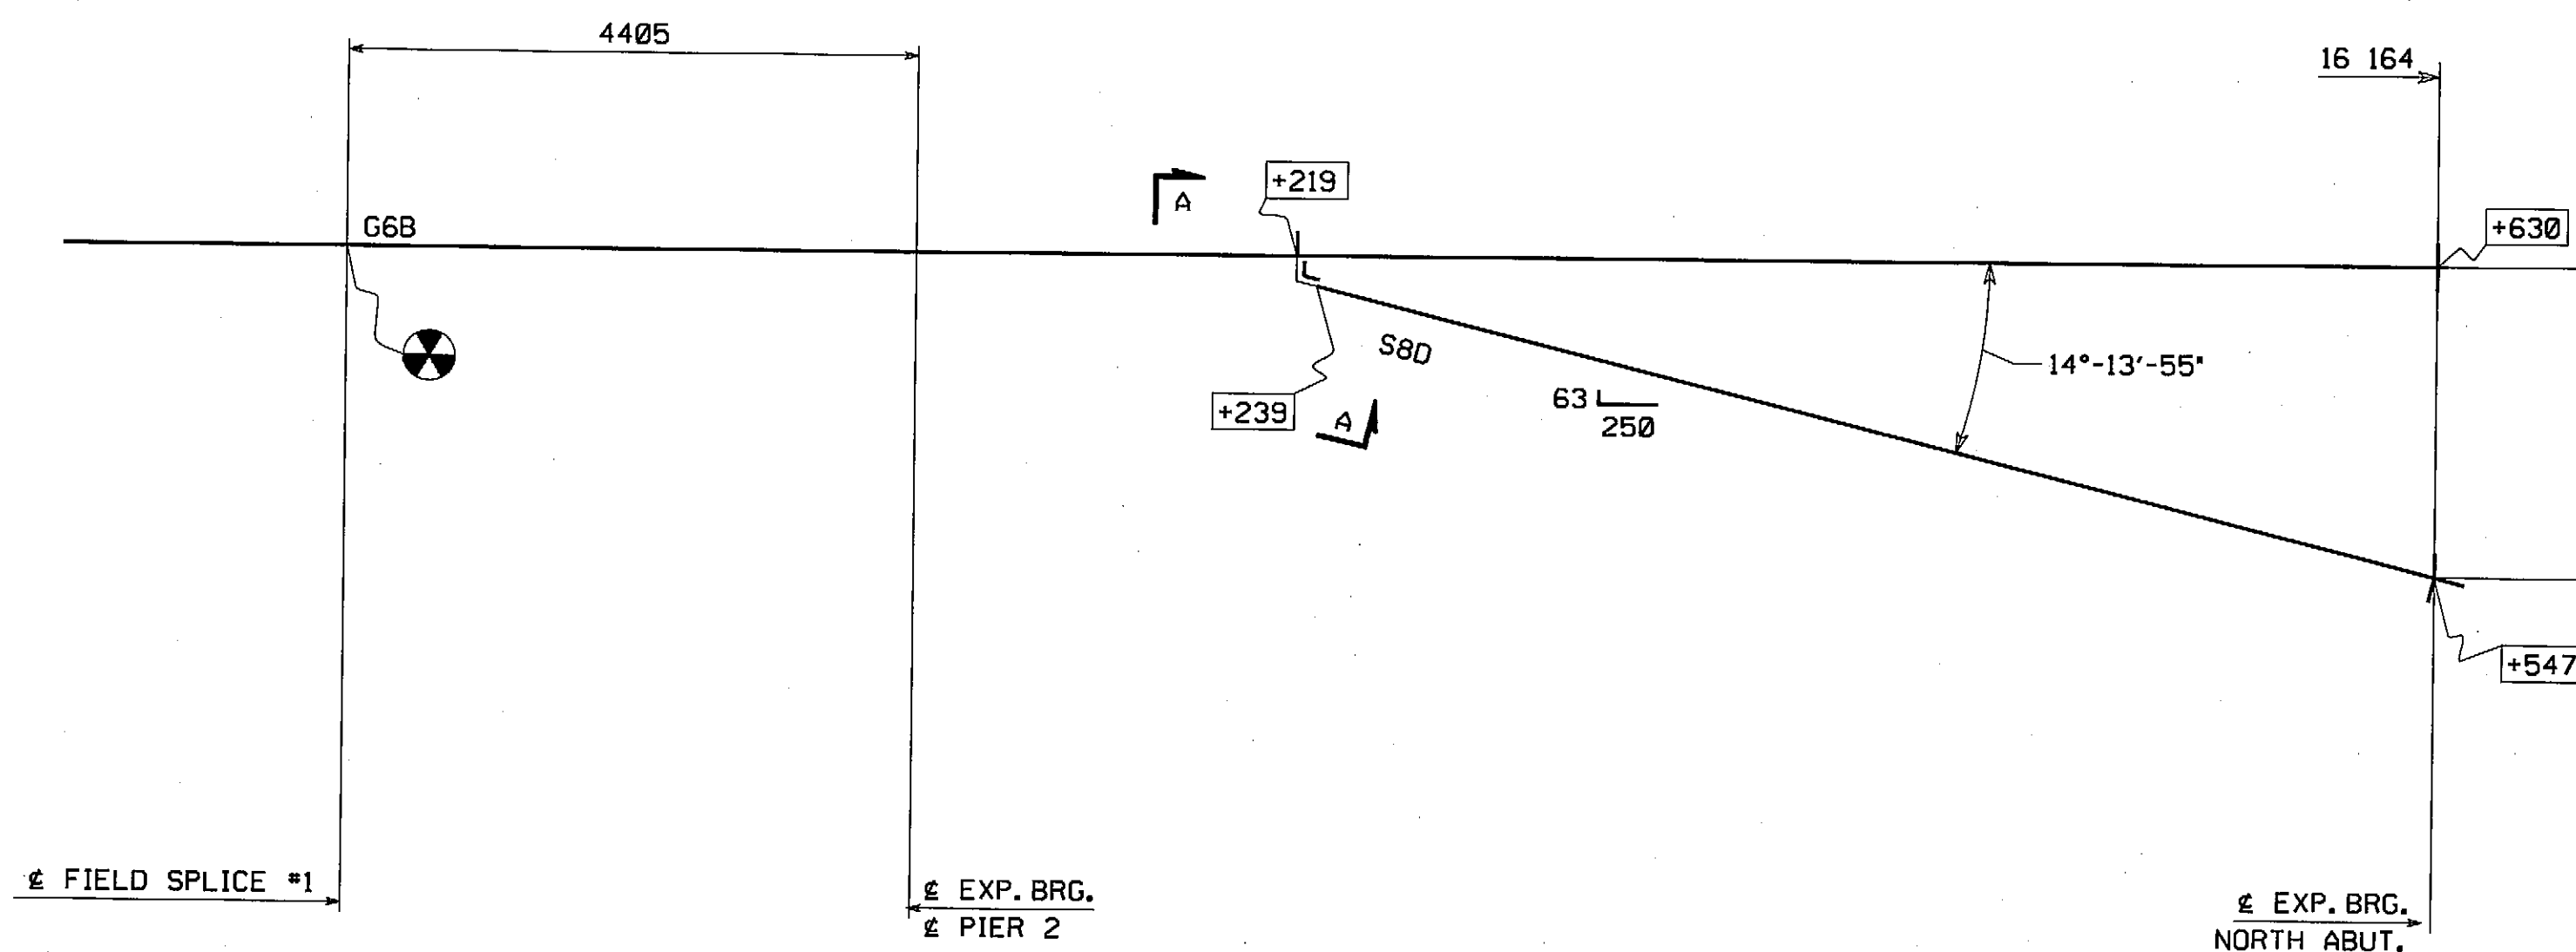 4405
16 164
+219
A
G6B
+630
S8D
14°-13'-55"
63
250
+239
A
+547
℄ FIELD SPLICE #1
℄ EXP. BRG.
℄ PIER 2
℄ EXP. BRG.
NORTH ABUT.